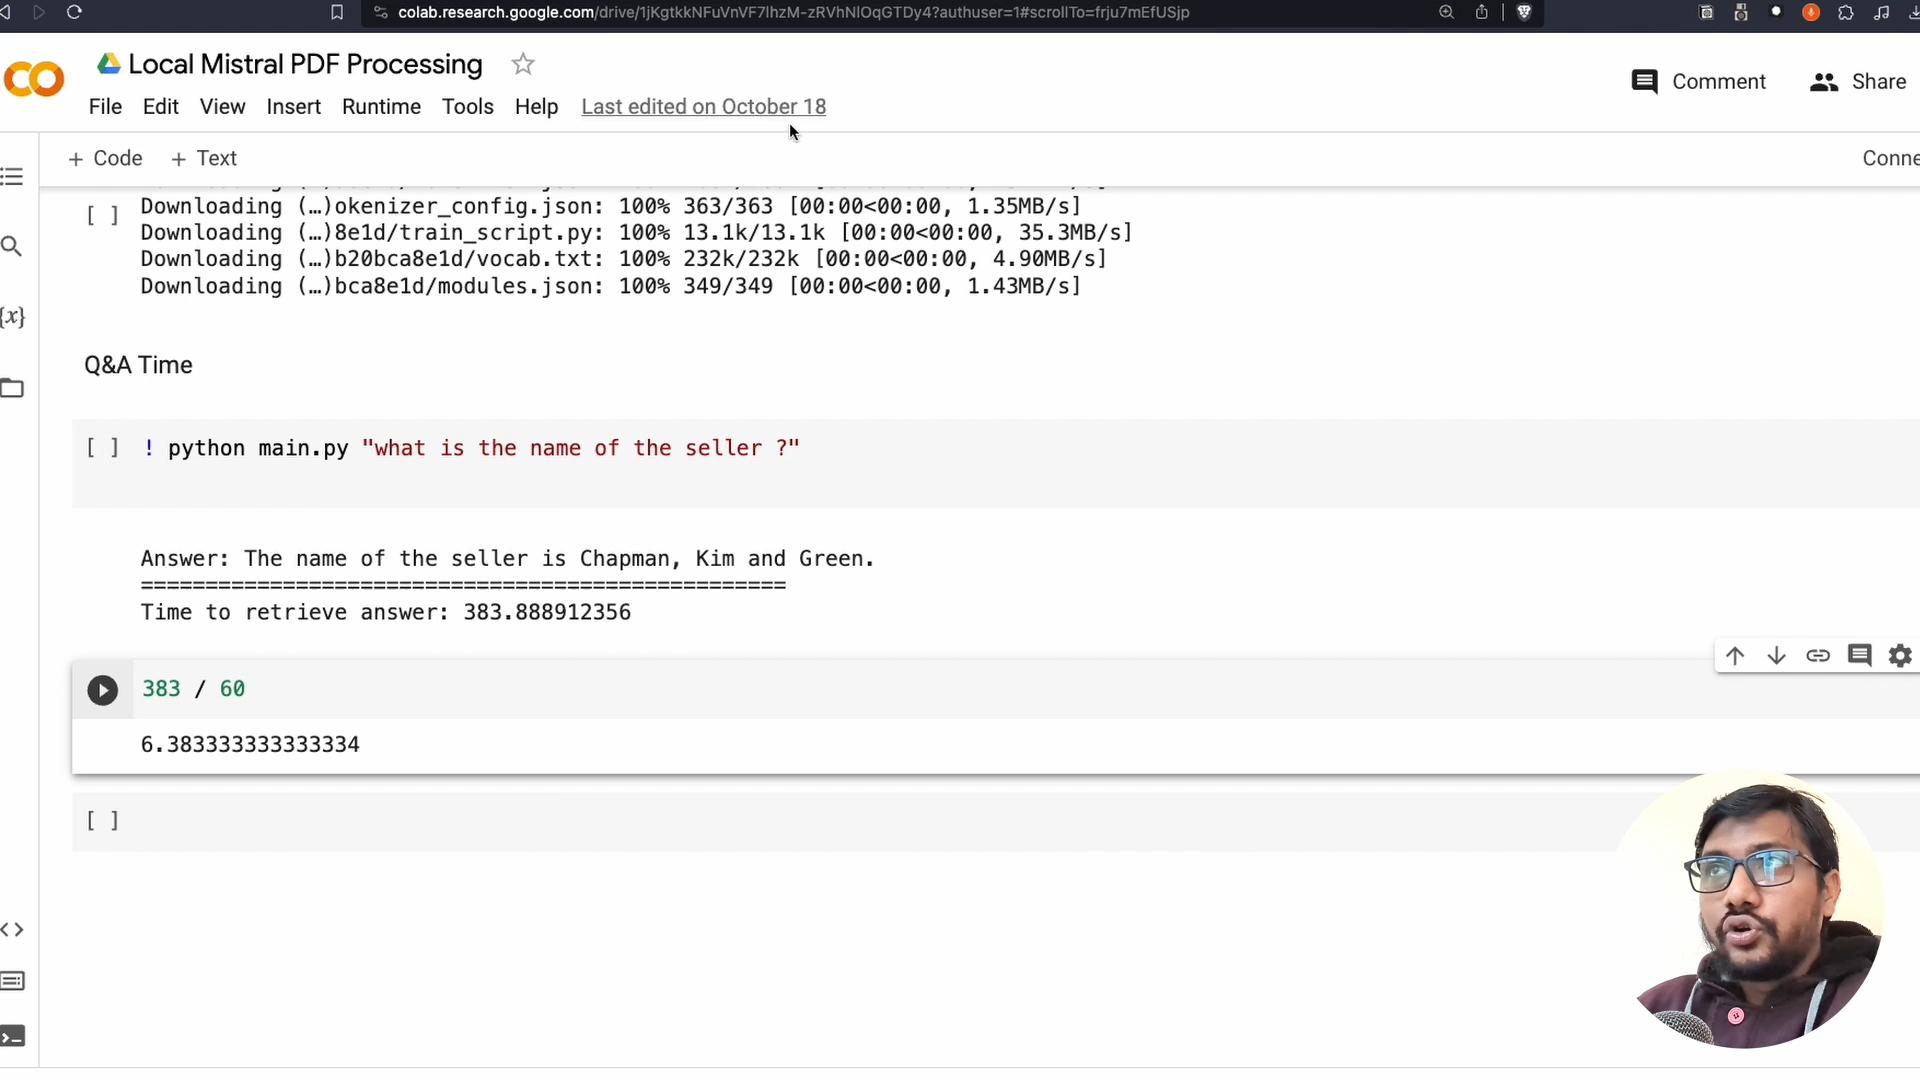 colab.research.google.com/drive/1jKgtkkNFuVnVF7lhzM-zRVhNlOqGTDy4?authuser=1#scrollTo=frju7mEfUSjp
Local Mistral PDF Processing
Comment
Share
File Edit View Insert Runtime Tools Help Last edited on October 18
+ Code + Text
Conne
[ ] Downloading (…)okenizer_config.json: 100% 363/363 [00:00<00:00, 1.35MB/s]
Downloading (…)8e1d/train_script.py: 100% 13.1k/13.1k [00:00<00:00, 35.3MB/s]
Downloading (…)b20bca8e1d/vocab.txt: 100% 232k/232k [00:00<00:00, 4.90MB/s]
Downloading (…)bca8e1d/modules.json: 100% 349/349 [00:00<00:00, 1.43MB/s]
{x}
Q&A Time
[ ] ! python main.py "what is the name of the seller ?"
Answer: The name of the seller is Chapman, Kim and Green.
==================================================
Time to retrieve answer: 383.888912356
383 / 60
6.383333333333334
[ ]